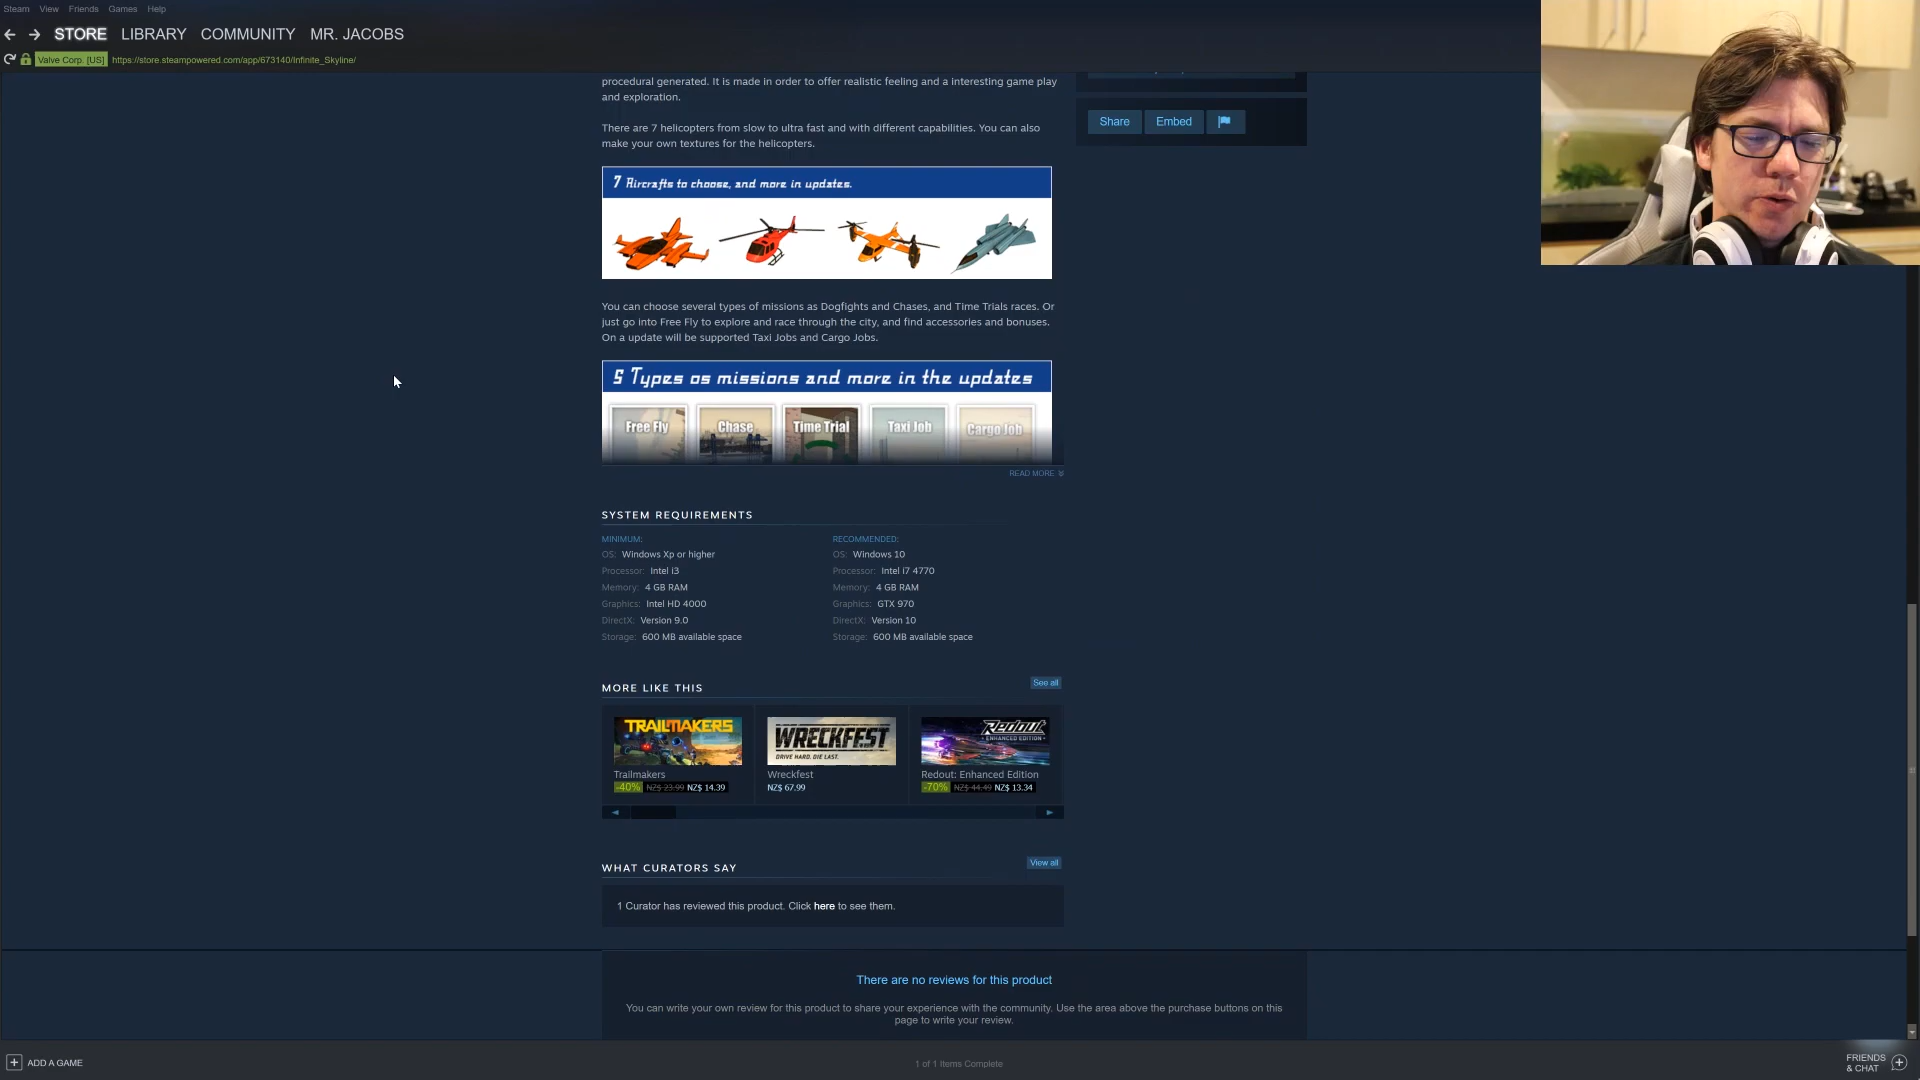 Steam View Friends Games Help
STORE LIBRARY COMMUNITY MR. JACOBS
Valve Corp. [US] https://store.steampowered.com/app/673140/Infinite_Skyline/
procedural generated. It is made in order to offer realistic feeling and a interesting game play
and exploration.
There are 7 helicopters from slow to ultra fast and with different capabilities. You can also
make your own textures for the helicopters.
Share Embed
7 Aircrafts to choose, and more in updates.
You can choose several types of missions as Dogfights and Chases, and Time Trials races. Or
just go into Free Fly to explore and race through the city, and find accessories and bonuses.
On a update will be supported Taxi Jobs and Cargo Jobs.
5 Types os missions and more in the updates
Free Fly Chase Time Trial Taxi Job Cargo Job
READ MORE
SYSTEM REQUIREMENTS
MINIMUM:
OS: Windows Xp or higher
Processor: Intel i3
Memory: 4 GB RAM
Graphics: Intel HD 4000
DirectX: Version 9.0
Storage: 600 MB available space
RECOMMENDED:
OS: Windows 10
Processor: Intel i7 4770
Memory: 4 GB RAM
Graphics: GTX 970
DirectX: Version 10
Storage: 600 MB available space
MORE LIKE THIS See all
TRAILMAKERS
Trailmakers
-40% NZ$ 23.99 NZ$ 14.39
WRECKFEST
DRIVE HARD. DIE LAST.
Wreckfest
NZ$ 67.99
Redout
ENHANCED EDITION
Redout: Enhanced Edition
-70% NZ$ 44.49 NZ$ 13.34
WHAT CURATORS SAY View all
1 Curator has reviewed this product. Click here to see them.
There are no reviews for this product
You can write your own review for this product to share your experience with the community. Use the area above the purchase buttons on this
page to write your review.
ADD A GAME
1 of 1 Items Complete
FRIENDS
& CHAT